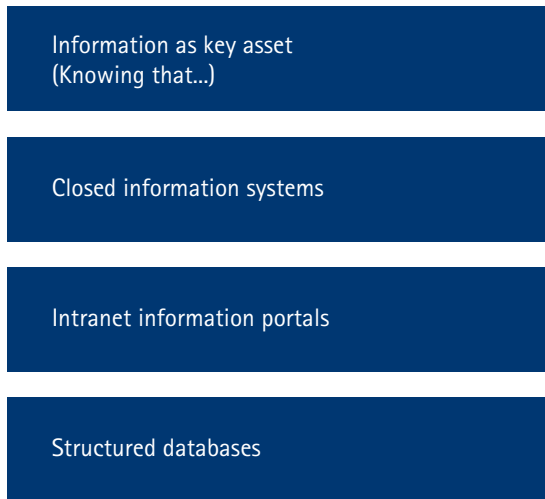 Information as key asset
(Knowing that...)
Closed information systems
Intranet information portals
Structured databases